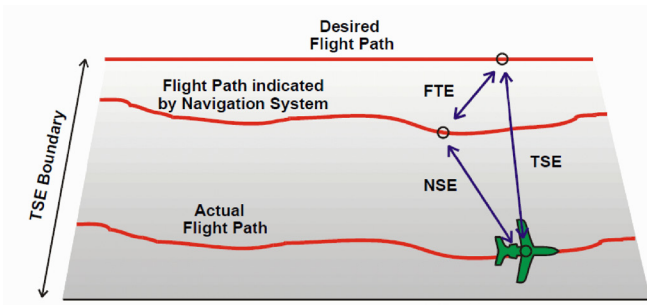 Desired
Flight Path
Flight Path indicated
by Navigation System
FTE
TSE Boundary
NSE
TSE
Actual
Flight Path